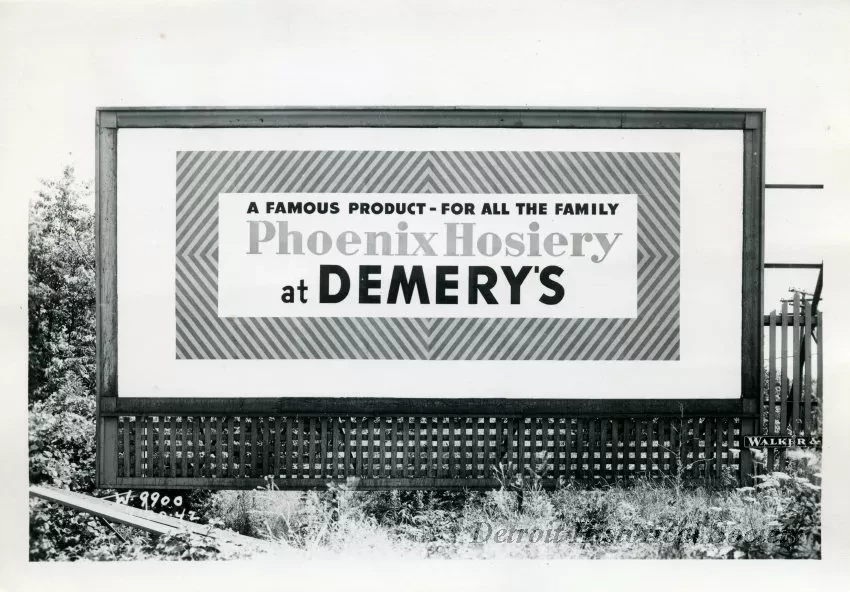 A FAMOUS PRODUCT - FOR ALL THE FAMILY
Phoenix Hosiery
at DEMERY'S
WALKER &
W-9900
Detroit Historical Society